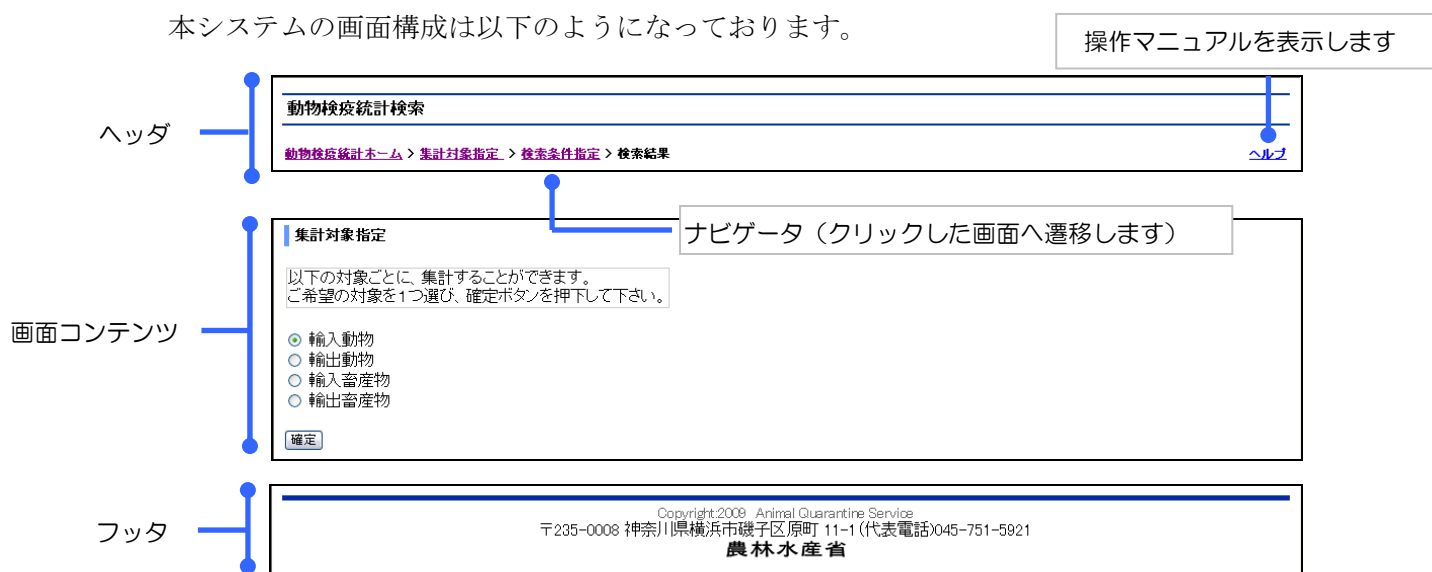 本システムの画面構成は以下のようになっております。
操作マニュアルを表示します
ヘッダ
動物検疫統計検索
動物検疫統計ホーム > 集計対象指定 > 検索条件指定 > 検索結果
ヘルプ
ナビゲータ（クリックした画面へ遷移します）
画面コンテンツ
集計対象指定
以下の対象ごとに、集計することができます。
ご希望の対象を1つ選び、確定ボタンを押下して下さい。
輸入動物
輸出動物
輸入畜産物
輸出畜産物
確定
フッタ
Copyright:2009 Animal Quarantine Service
〒235-0008 神奈川県横浜市磯子区原町 11-1(代表電話)045-751-5921
農林水産省